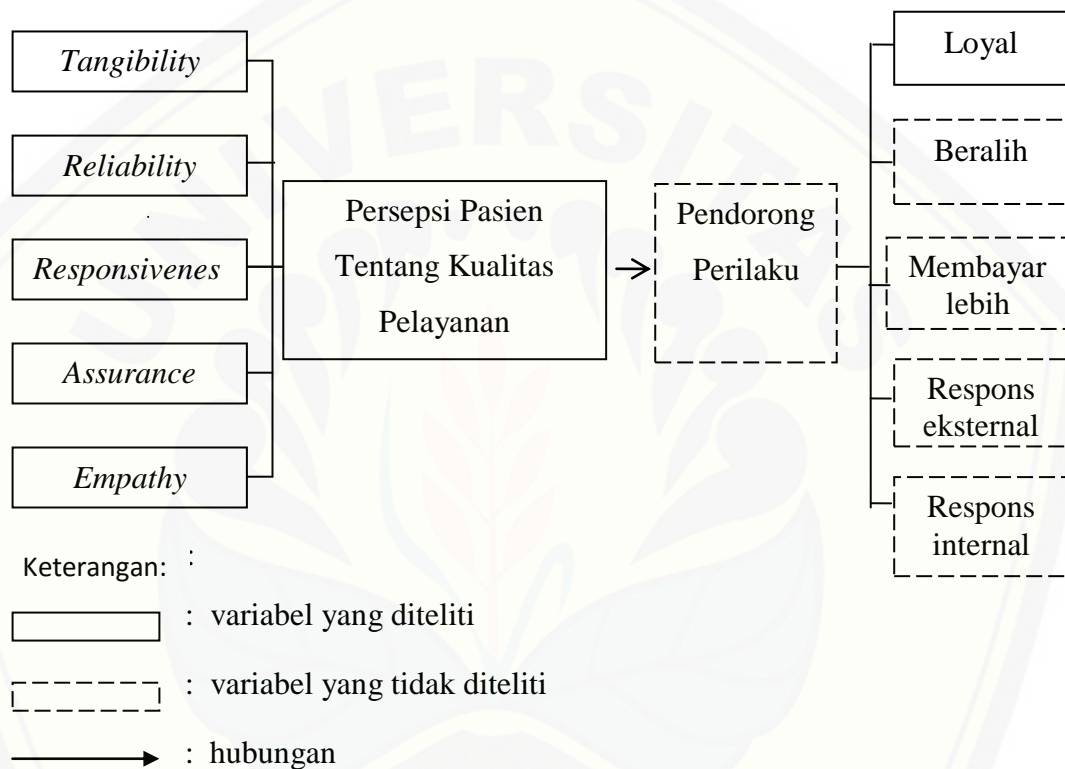 Tangibility
Reliability
Responsivenes
Assurance
Empathy
Persepsi Pasien
Tentang Kualitas
Pelayanan
Pendorong
Perilaku
Loyal
Beralih
Membayar
lebih
Respons
eksternal
Respons
internal
Keterangan: :
: variabel yang diteliti
: variabel yang tidak diteliti
: hubungan
UNIVERSITAS